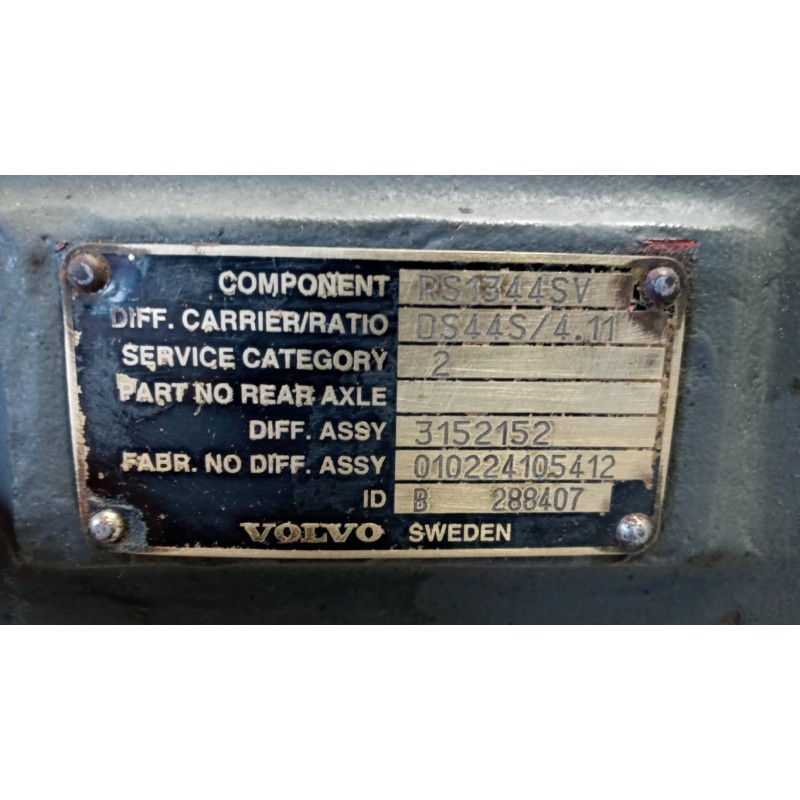 COMPONENT RS1344SV
DIFF. CARRIER/RATIO DS44S/4.11
SERVICE CATEGORY 2
PART NO REAR AXLE
DIFF. ASSY 3152152
FABR. NO DIFF. ASSY 010224105412
ID B 288407
VOLVO SWEDEN